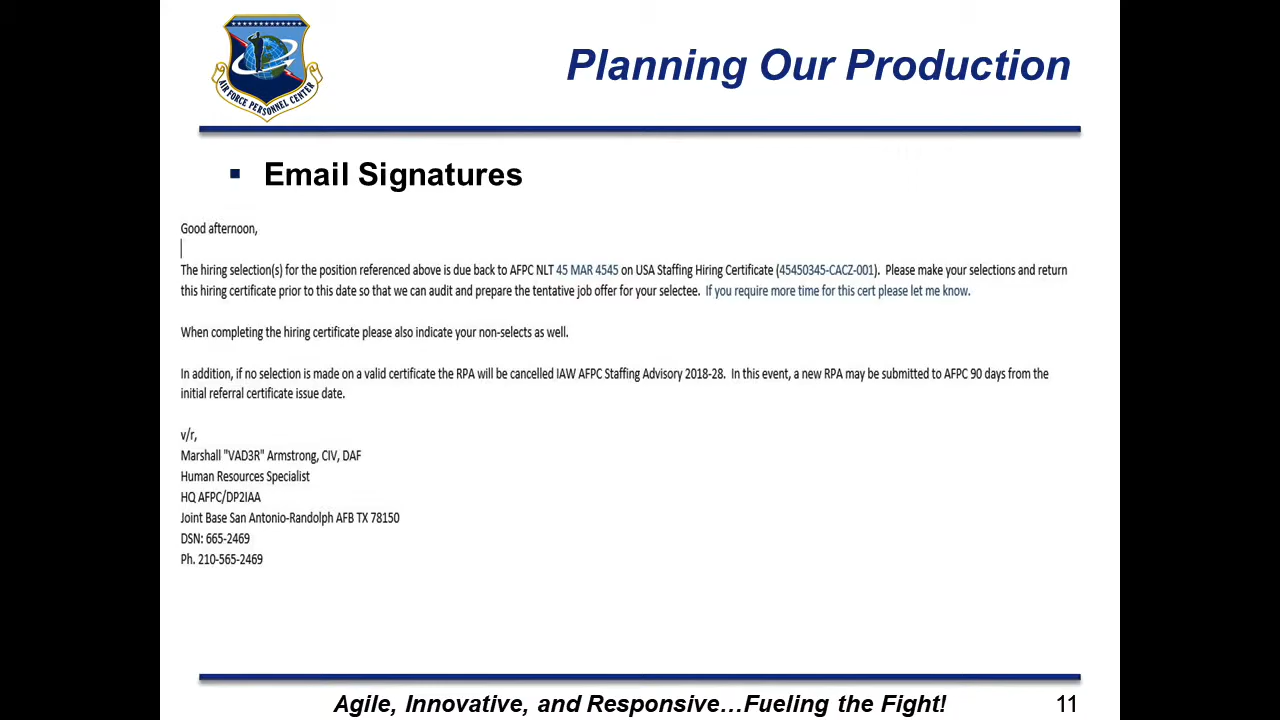 AIR FORCE PERSONNEL CENTER
Planning Our Production
▪ Email Signatures
Good afternoon,
The hiring selection(s) for the position referenced above is due back to AFPC NLT 45 MAR 4545 on USA Staffing Hiring Certificate (45450345-CACZ-001). Please make your selections and return
this hiring certificate prior to this date so that we can audit and prepare the tentative job offer for your selectee. If you require more time for this cert please let me know.
When completing the hiring certificate please also indicate your non-selects as well.
In addition, if no selection is made on a valid certificate the RPA will be cancelled IAW AFPC Staffing Advisory 2018-28. In this event, a new RPA may be submitted to AFPC 90 days from the
initial referral certificate issue date.
v/r,
Marshall "VAD3R" Armstrong, CIV, DAF
Human Resources Specialist
HQ AFPC/DP2IAA
Joint Base San Antonio-Randolph AFB TX 78150
DSN: 665-2469
Ph. 210-565-2469
Agile, Innovative, and Responsive…Fueling the Fight!
11